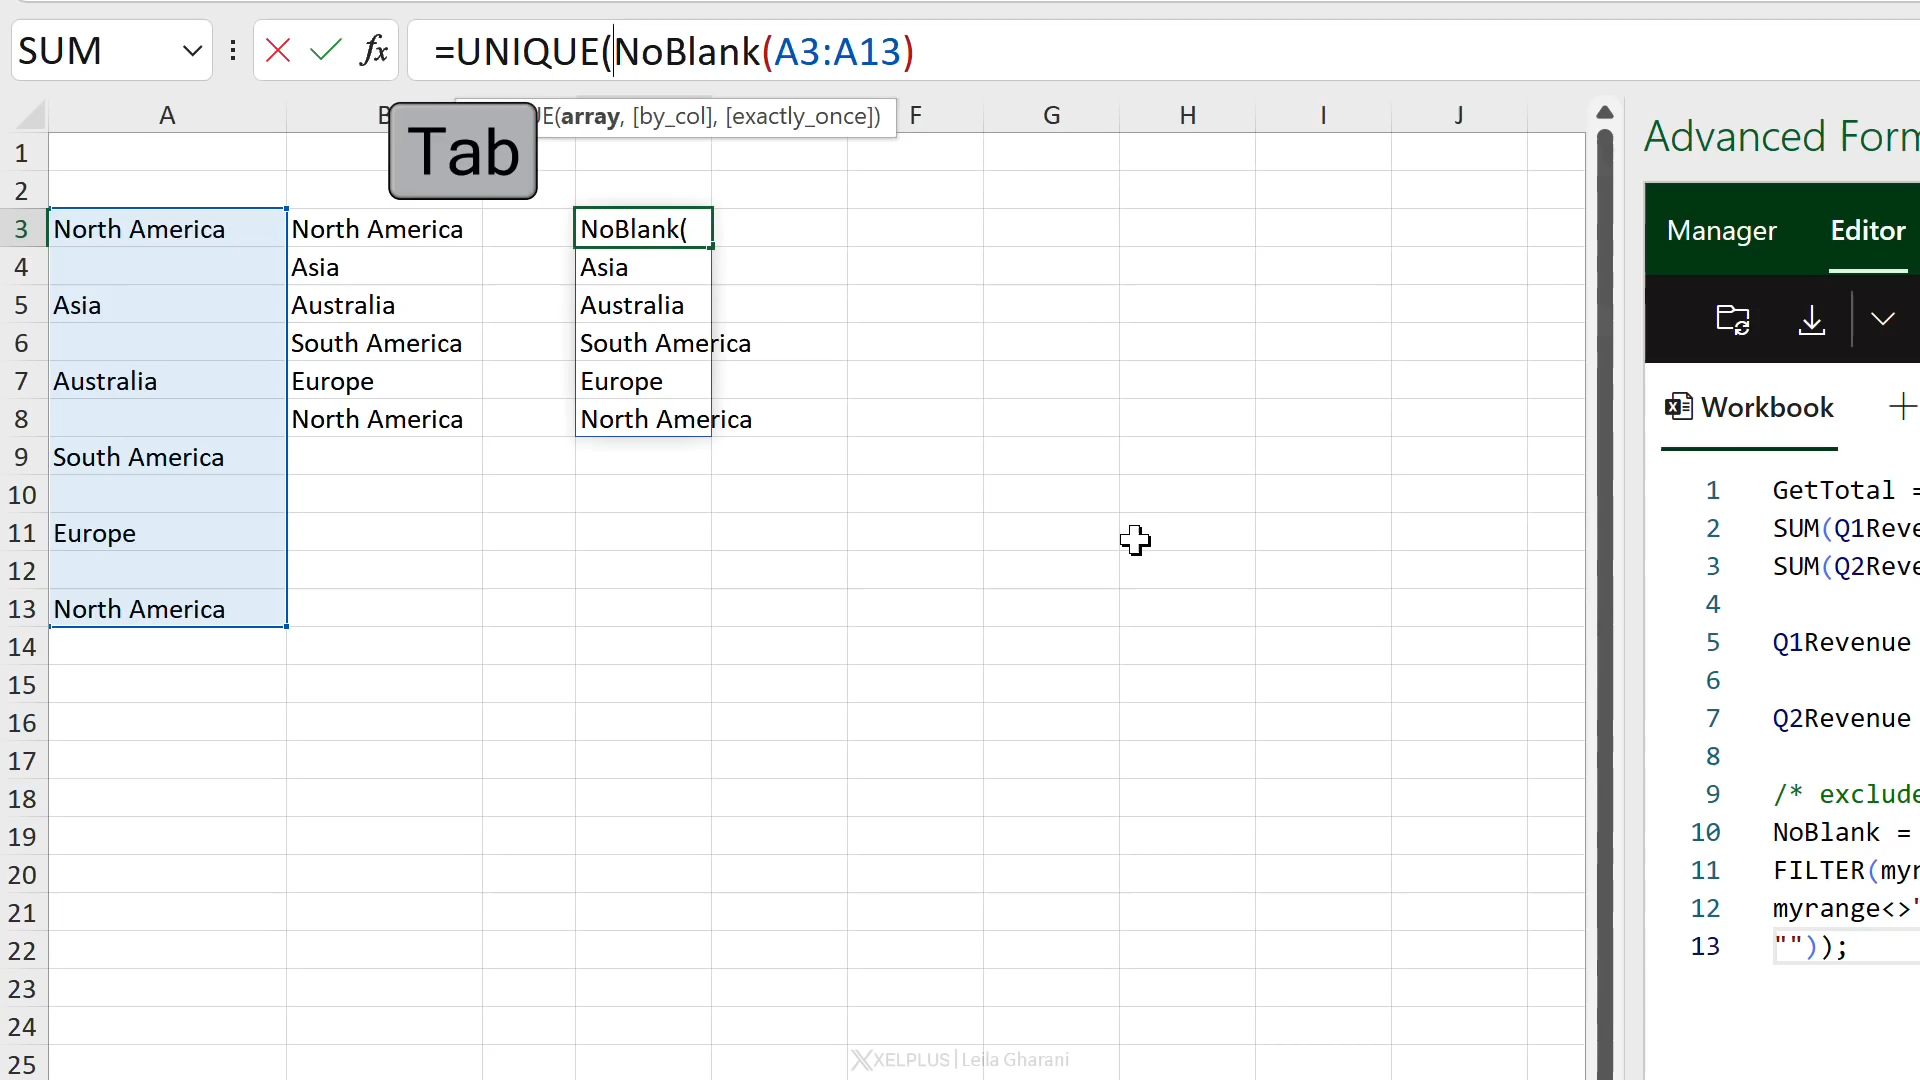 SUM
fx
=UNIQUE(NoBlank(A3:A13)
Tab
E(array, [by_col], [exactly_once])
A B F G H I J
1
2
3 North America North America NoBlank(
4 Asia Asia
5 Asia Australia Australia
6 South America South America
7 Australia Europe Europe
8 North America North America
9 South America
10
11 Europe
12
13 North America
14
15
16
17
18
19
20
21
22
23
24
25
Advanced Form
Manager Editor
Workbook
1 GetTotal =
2 SUM(Q1Reve
3 SUM(Q2Reve
4
5 Q1Revenue
6
7 Q2Revenue
8
9 /* exclude
10 NoBlank =
11 FILTER(myr
12 myrange<>"
13 ""));
XELPLUS | Leila Gharani